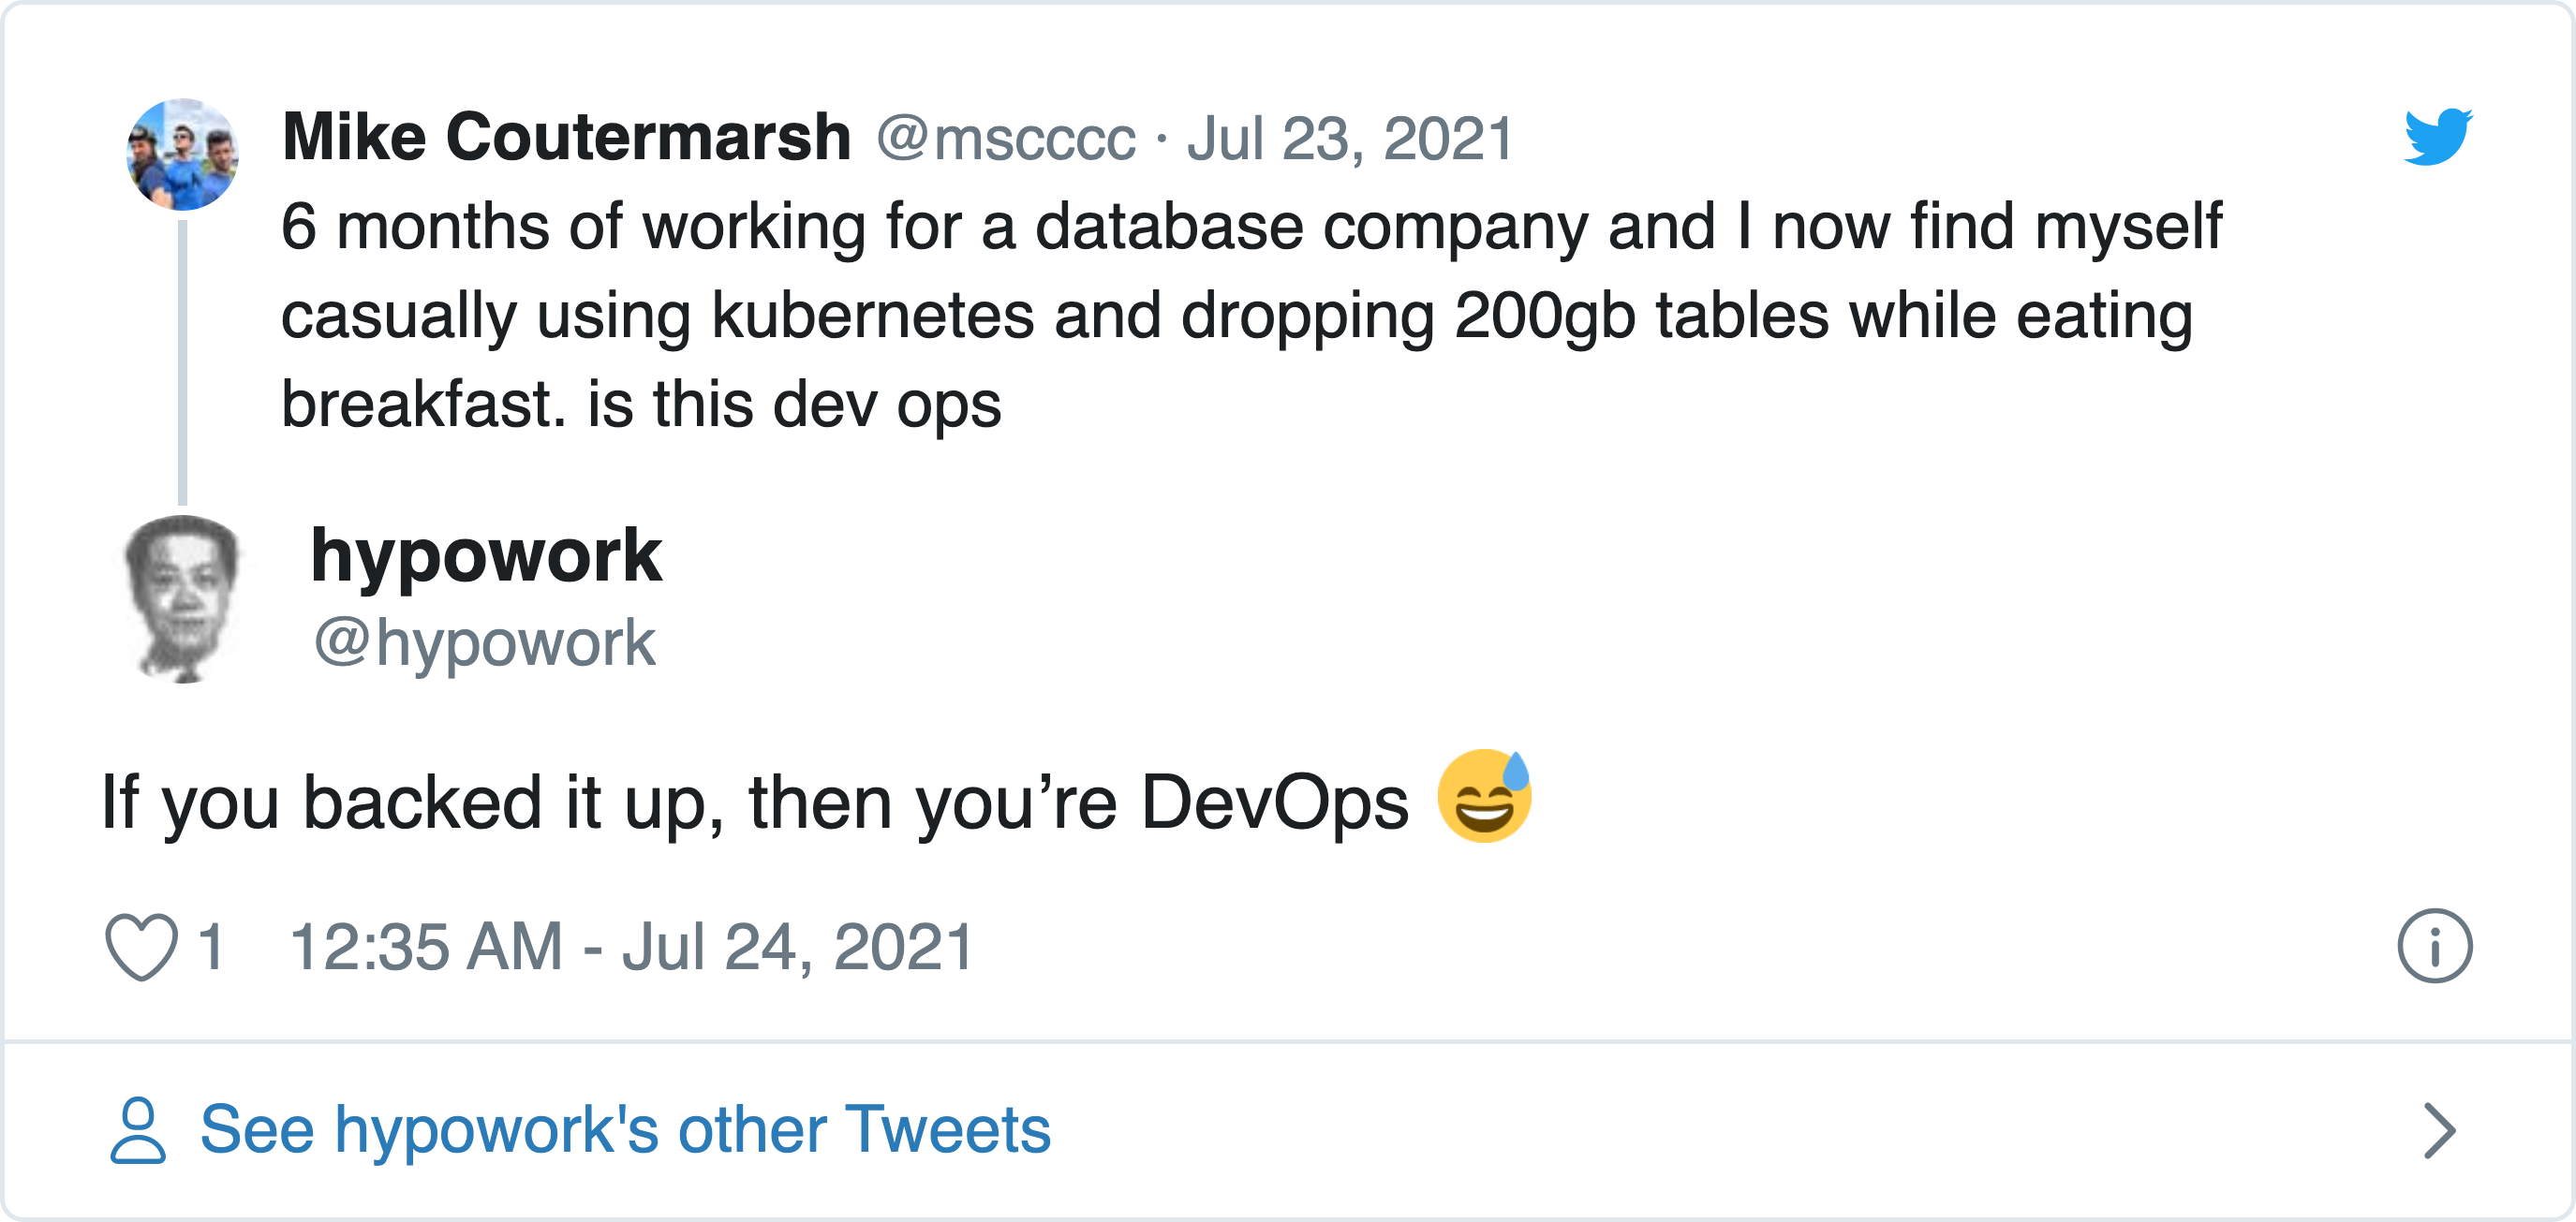 Mike Coutermarsh @mscccc · Jul 23, 2021
6 months of working for a database company and I now find myself
casually using kubernetes and dropping 200gb tables while eating
breakfast. is this dev ops
hypowork
@hypowork
If you backed it up, then you’re DevOps 😅
1 12:35 AM - Jul 24, 2021
See hypowork's other Tweets